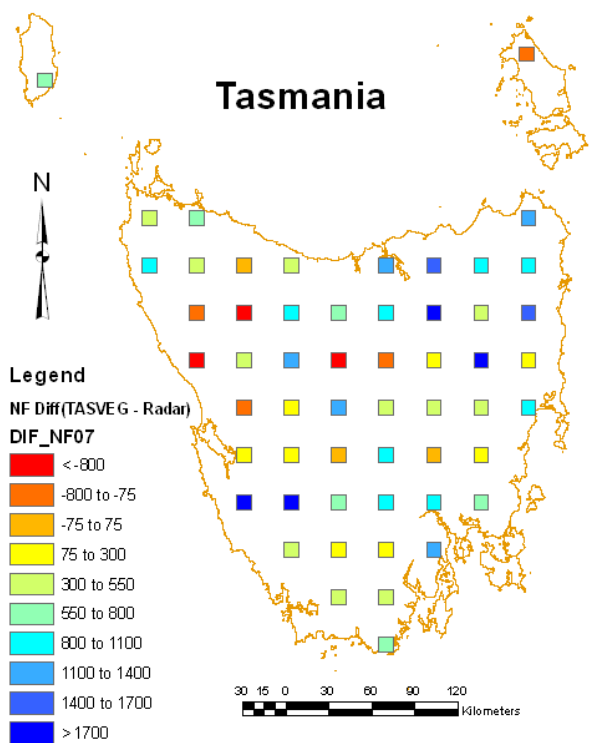 Tasmania
N
Legend
NF Diff(TASVEG - Radar)
DIF_NF07
<-800
-800 to -75
-75 to 75
75 to 300
300 to 550
550 to 800
800 to 1100
1100 to 1400
1400 to 1700
>1700
30 15 0 30 60 90 120
Kilometers